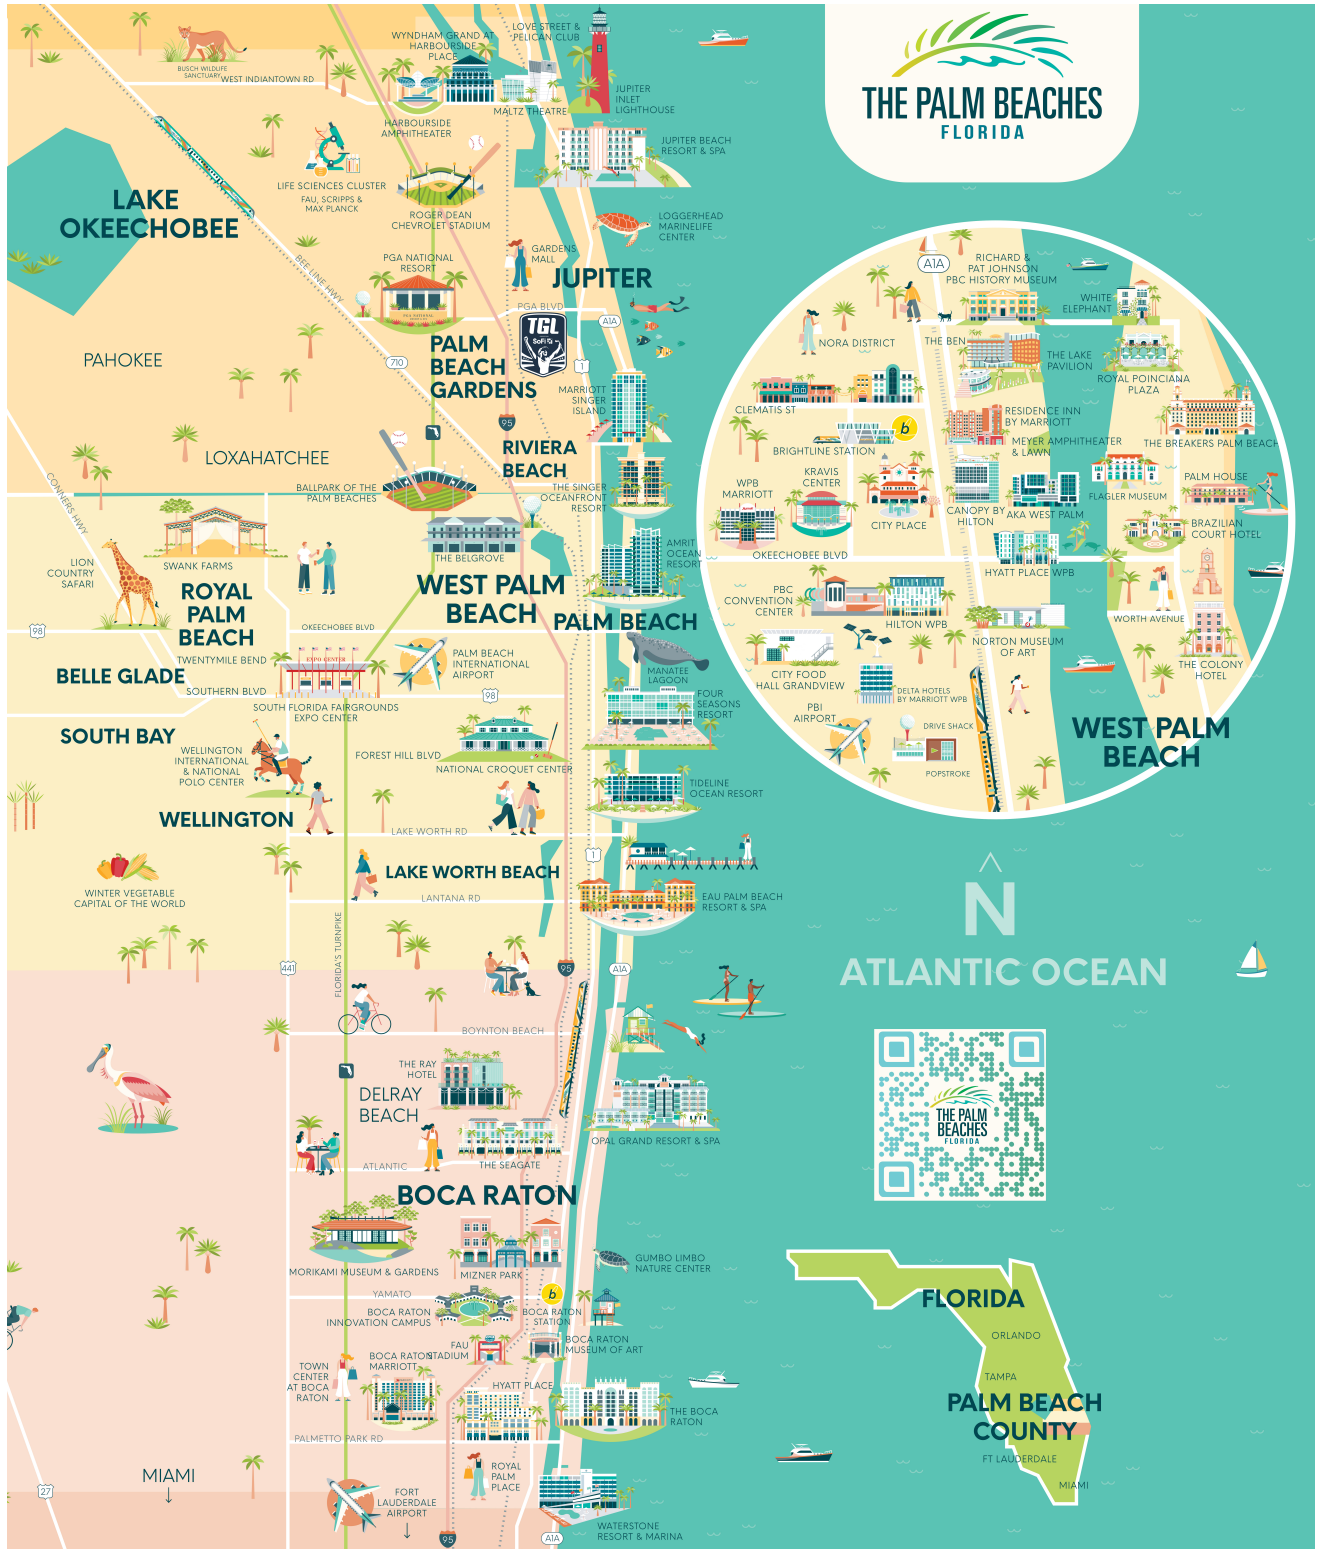 THE PALM BEACHES
FLORIDA
WYNDHAM GRAND AT
HARBOURSIDE
PLACE
LOVE STREET &
PELICAN CLUB
BUSCH WILDLIFE
SANCTUARY
WEST INDIANTOWN RD
MALTZ THEATRE
JUPITER
INLET
LIGHTHOUSE
HARBOURSIDE
AMPHITHEATER
JUPITER BEACH
RESORT & SPA
LIFE SCIENCES CLUSTER
FAU, SCRIPPS &
MAX PLANCK
LAKE
OKEECHOBEE
ROGER DEAN
CHEVROLET STADIUM
LOGGERHEAD
MARINELIFE
CENTER
BEE LINE HWY
PGA NATIONAL
RESORT
GARDENS
MALL
JUPITER
PGA BLVD
TGL
SoFi
A1A
1
710
PAHOKEE
PALM
BEACH
GARDENS
MARRIOTT
SINGER
ISLAND
95
RIVIERA
BEACH
LOXAHATCHEE
CONNERS HWY
BALLPARK OF THE
PALM BEACHES
THE SINGER
OCEANFRONT
RESORT
SWANK FARMS
THE BELGROVE
AMRIT
OCEAN
RESORT
LION
COUNTRY
SAFARI
ROYAL
PALM
BEACH
WEST PALM
BEACH
PALM BEACH
98
OKEECHOBEE BLVD
TWENTYMILE BEND
EXPO CENTER
PALM BEACH
INTERNATIONAL
AIRPORT
MANATEE
LAGOON
BELLE GLADE
SOUTHERN BLVD
98
FOUR
SEASONS
RESORT
SOUTH FLORIDA FAIRGROUNDS
EXPO CENTER
SOUTH BAY
WELLINGTON
INTERNATIONAL
& NATIONAL
POLO CENTER
FOREST HILL BLVD
NATIONAL CROQUET CENTER
TIDELINE
OCEAN RESORT
WELLINGTON
LAKE WORTH RD
1
LAKE WORTH BEACH
WINTER VEGETABLE
CAPITAL OF THE WORLD
LANTANA RD
EAU PALM BEACH
RESORT & SPA
FLORIDA'S TURNPIKE
441
95
A1A
BOYNTON BEACH
THE RAY
HOTEL
DELRAY
BEACH
OPAL GRAND RESORT & SPA
ATLANTIC
THE SEAGATE
BOCA RATON
MORIKAMI MUSEUM & GARDENS
MIZNER PARK
GUMBO LIMBO
NATURE CENTER
YAMATO
b
BOCA RATON
INNOVATION CAMPUS
BOCA RATON
STATION
FAU
STADIUM
BOCA RATON
MUSEUM OF ART
TOWN
CENTER
AT BOCA
RATON
BOCA RATON
MARRIOTT
HYATT PLACE
THE BOCA
RATON
PALMETTO PARK RD
MIAMI
27
ROYAL
PALM
PLACE
FORT
LAUDERDALE
AIRPORT
95
A1A
WATERSTONE
RESORT & MARINA
A1A
RICHARD &
PAT JOHNSON
PBC HISTORY MUSEUM
WHITE
ELEPHANT
NORA DISTRICT
THE BEN
THE LAKE
PAVILION
ROYAL POINCIANA
PLAZA
CLEMATIS ST
RESIDENCE INN
BY MARRIOTT
b
BRIGHTLINE STATION
MEYER AMPHITHEATER
& LAWN
THE BREAKERS PALM BEACH
KRAVIS
CENTER
WPB
MARRIOTT
CITY PLACE
CANOPY BY
HILTON
AKA WEST PALM
FLAGLER MUSEUM
PALM HOUSE
BRAZILIAN
COURT HOTEL
OKEECHOBEE BLVD
HYATT PLACE WPB
PBC
CONVENTION
CENTER
HILTON WPB
WORTH AVENUE
NORTON MUSEUM
OF ART
THE COLONY
HOTEL
CITY FOOD
HALL GRANDVIEW
DELTA HOTELS
BY MARRIOTT WPB
PBI
AIRPORT
DRIVE SHACK
POPSTROKE
WEST PALM
BEACH
N
ATLANTIC OCEAN
THE PALM
BEACHES
FLORIDA
FLORIDA
ORLANDO
TAMPA
PALM BEACH
COUNTY
FT LAUDERDALE
MIAMI